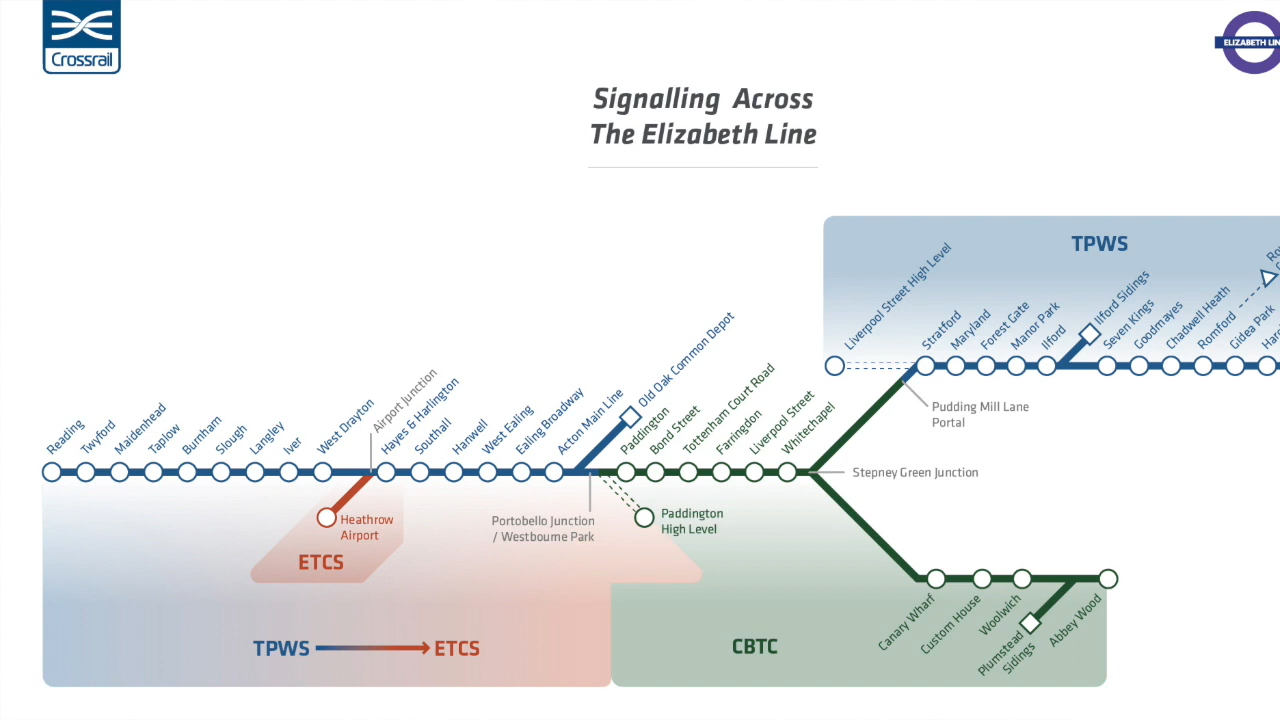 Crossrail
ELIZABETH LIN
Signalling Across
The Elizabeth Line
TPWS
Liverpool Street High Level
Stratford
Maryland
Forest Gate
Manor Park
Ilford
Ilford Sidings
Seven Kings
Goodmayes
Chadwell Heath
Romford
Gidea Park
Reading
Twyford
Maidenhead
Taplow
Burnham
Slough
Langley
Iver
West Drayton
Airport Junction
Hayes & Harlington
Southall
Hanwell
West Ealing
Ealing Broadway
Acton Main Line
Old Oak Common Depot
Paddington
Bond Street
Tottenham Court Road
Farringdon
Liverpool Street
Whitechapel
Pudding Mill Lane
Portal
Stepney Green Junction
Heathrow
Airport
ETCS
Portobello Junction
/ Westbourne Park
Paddington
High Level
Canary Wharf
Custom House
Woolwich
Plumstead
Sidings
Abbey Wood
TPWS
ETCS
CBTC